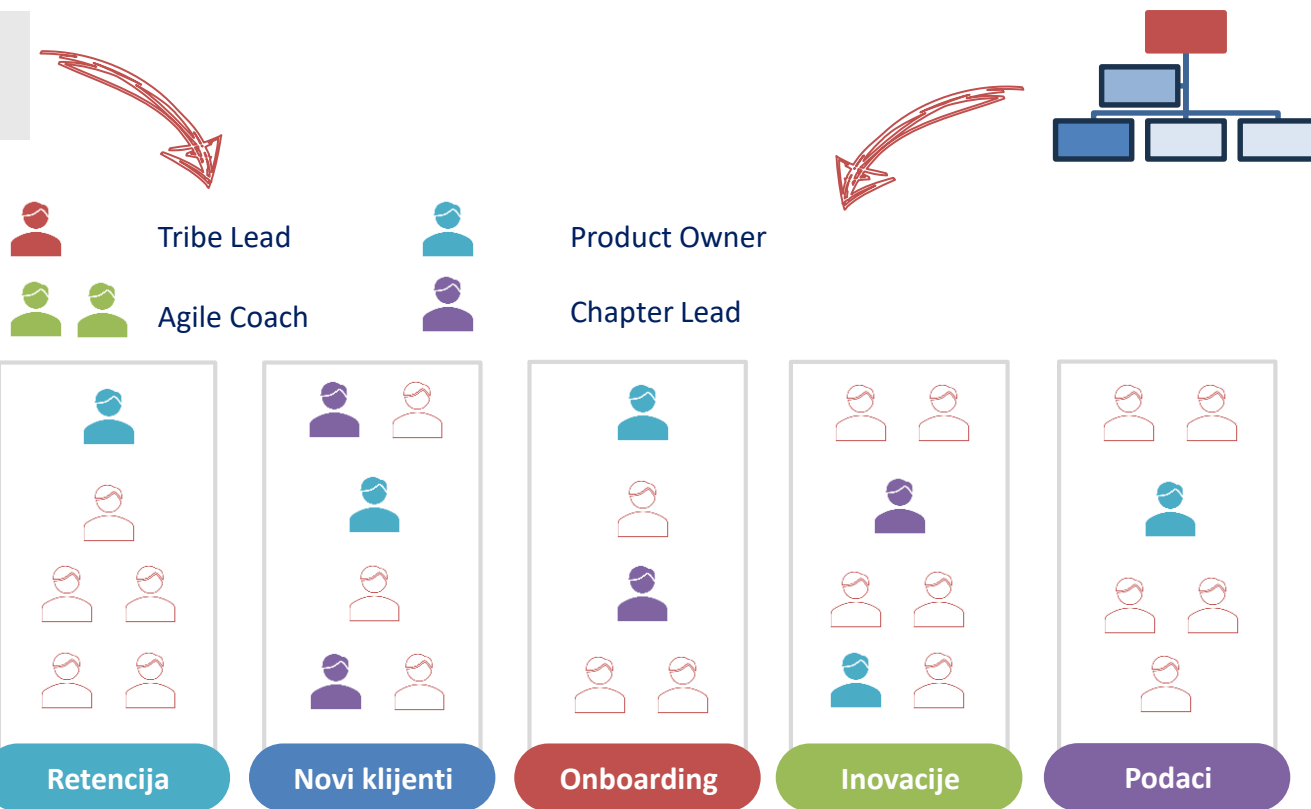 Tribe Lead
Product Owner
Agile Coach
Chapter Lead
Retencija
Novi klijenti
Onboarding
Inovacije
Podaci